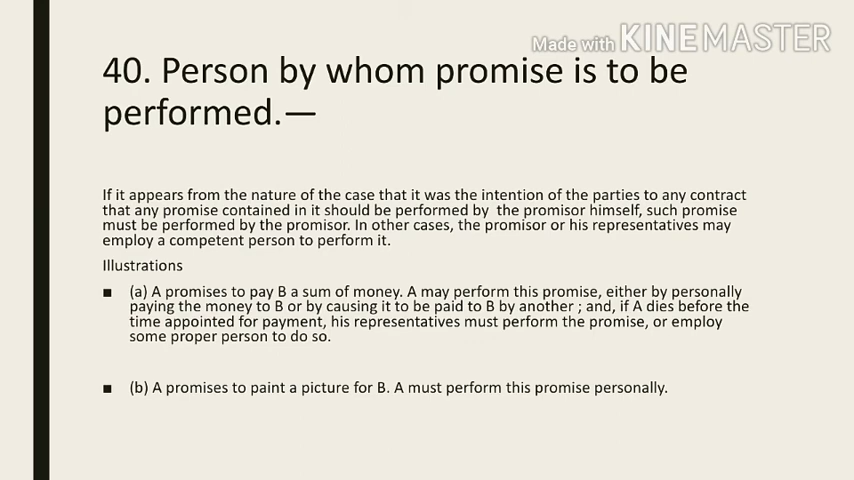 Made with KINEMASTER
40. Person by whom promise is to be
performed.—
If it appears from the nature of the case that it was the intention of the parties to any contract
that any promise contained in it should be performed by the promisor himself, such promise
must be performed by the promisor. In other cases, the promisor or his representatives may
employ a competent person to perform it.
Illustrations
■ (a) A promises to pay B a sum of money. A may perform this promise, either by personally
paying the money to B or by causing it to be paid to B by another ; and, if A dies before the
time appointed for payment, his representatives must perform the promise, or employ
some proper person to do so.
■ (b) A promises to paint a picture for B. A must perform this promise personally.